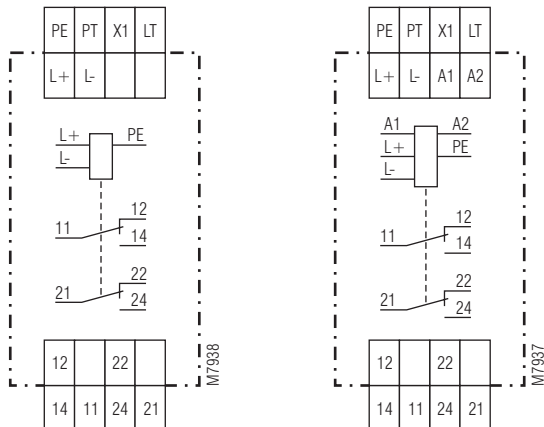 PE PT X1 LT
L+ L-
L+ PE
L-
12
11
14
22
21
24
12 22
14 11 24 21
M7938
PE PT X1 LT
L+ L- A1 A2
A1 A2
L+ PE
L-
12
11
14
22
21
24
12 22
14 11 24 21
M7937